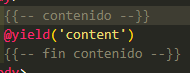 {{-- contenido --}}
@yield('content')
{{-- fin contenido --}}